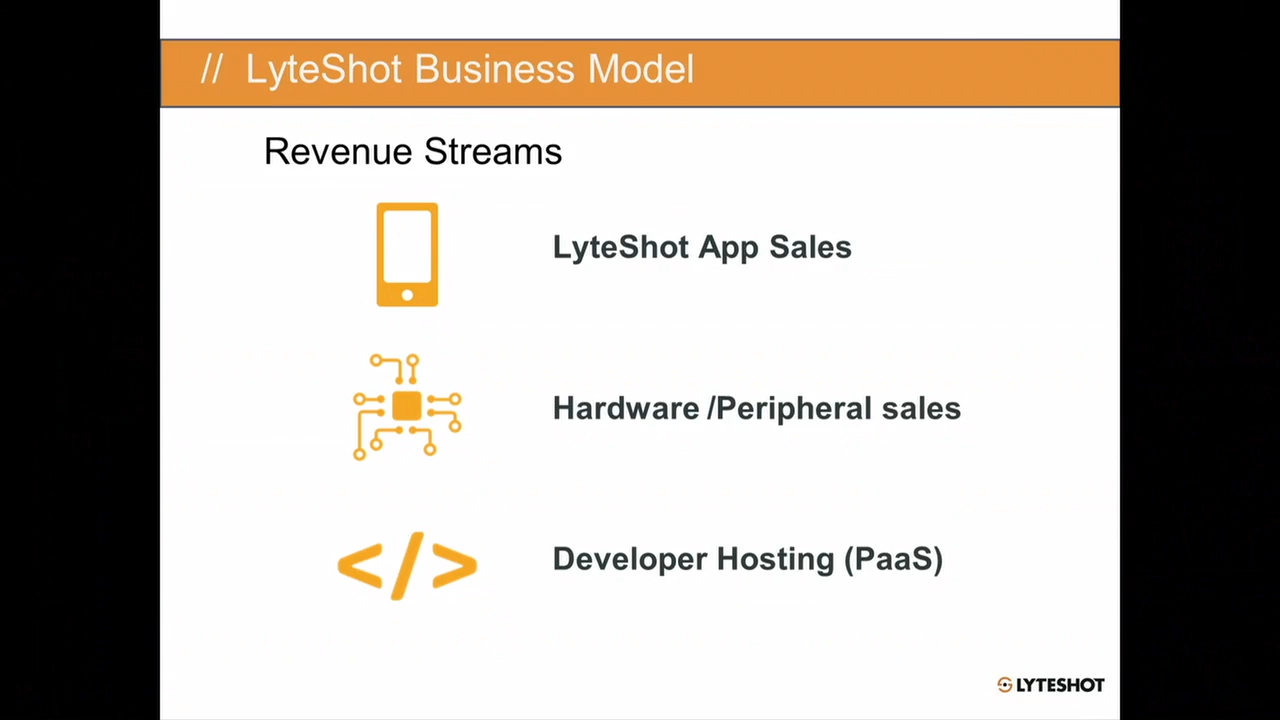 // LyteShot Business Model
Revenue Streams
LyteShot App Sales
Hardware /Peripheral sales
</>
Developer Hosting (PaaS)
LYTESHOT